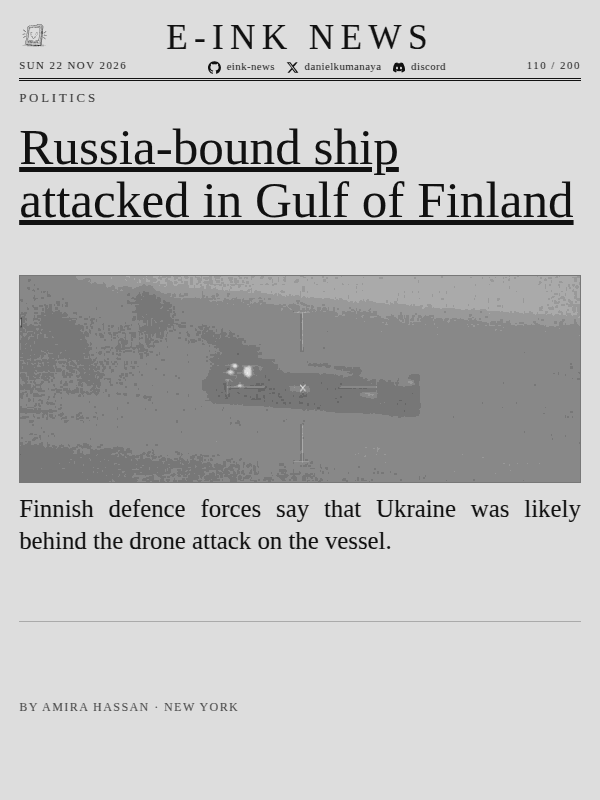 E-INK NEWS
SUN 22 NOV 2026
eink-news
danielkumanaya
discord
110 / 200
POLITICS
Russia-bound ship
attacked in Gulf of Finland
Finnish defence forces say that Ukraine was likely
behind the drone attack on the vessel.
BY AMIRA HASSAN · NEW YORK